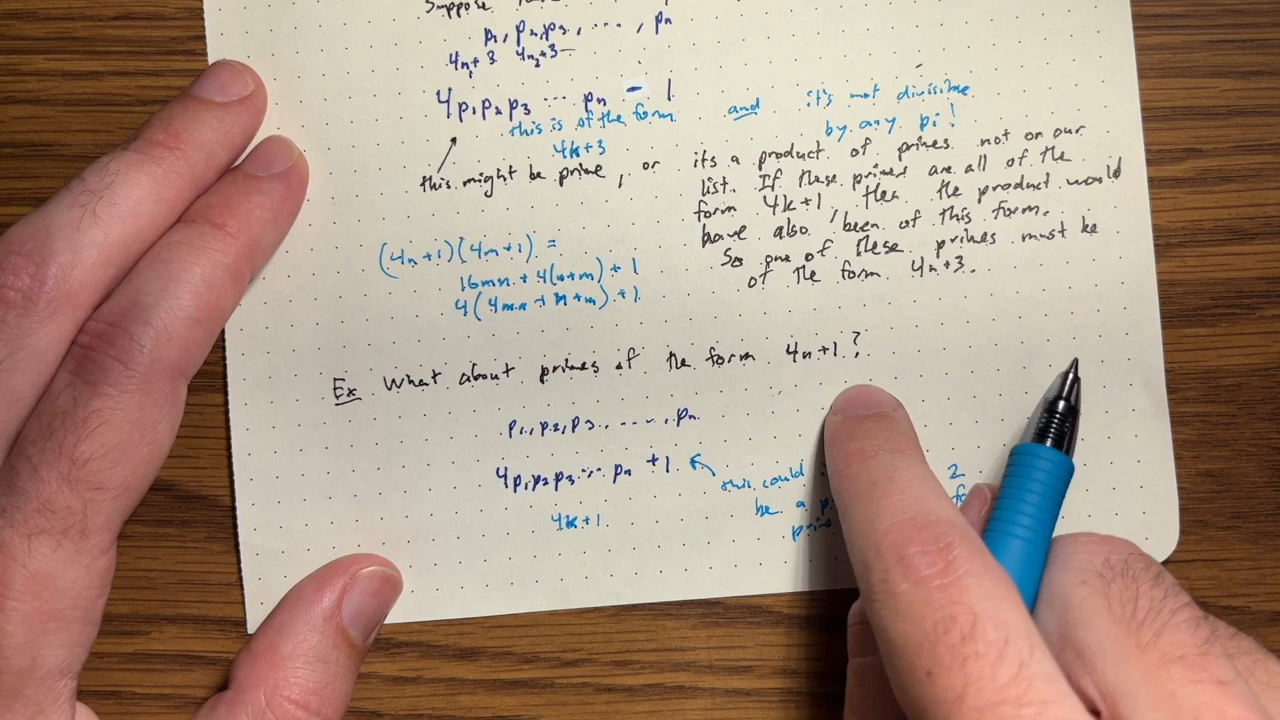 Suppose
p1, p2, p3, ...., pn
4n1+3 4n2+3
4p1p2p3 ... pn - 1
this is of the form
4k+3
and it's not divisible
by any pi!
this might be prime, or
its a product of primes not on our
list. If these primes are all of the
form 4k+1, then the product would
have also been of this form.
So one of these primes must be
of the form 4n+3.
(4n+1)(4m+1) =
16mn + 4(n+m) + 1
4(4mn + n + m) + 1
Ex What about primes of the form 4n+1?
p1, p2, p3, ....., pn
4p1p2p3 ... pn + 1
4k+1
this could 2
be a